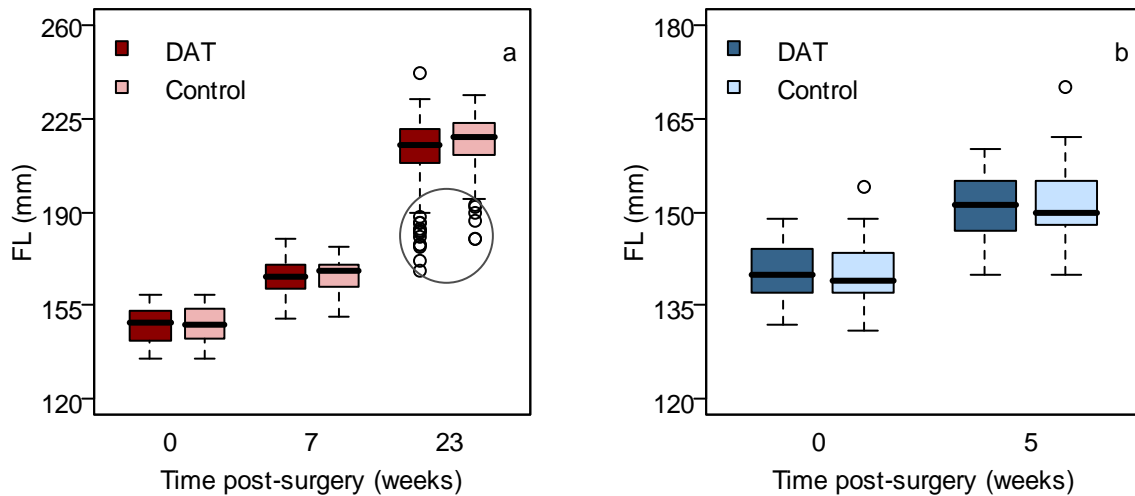 260
225
190
155
120
FL (mm)
DAT
Control
a
0 7 23
Time post-surgery (weeks)
180
165
150
135
120
FL (mm)
DAT
Control
b
0 5
Time post-surgery (weeks)